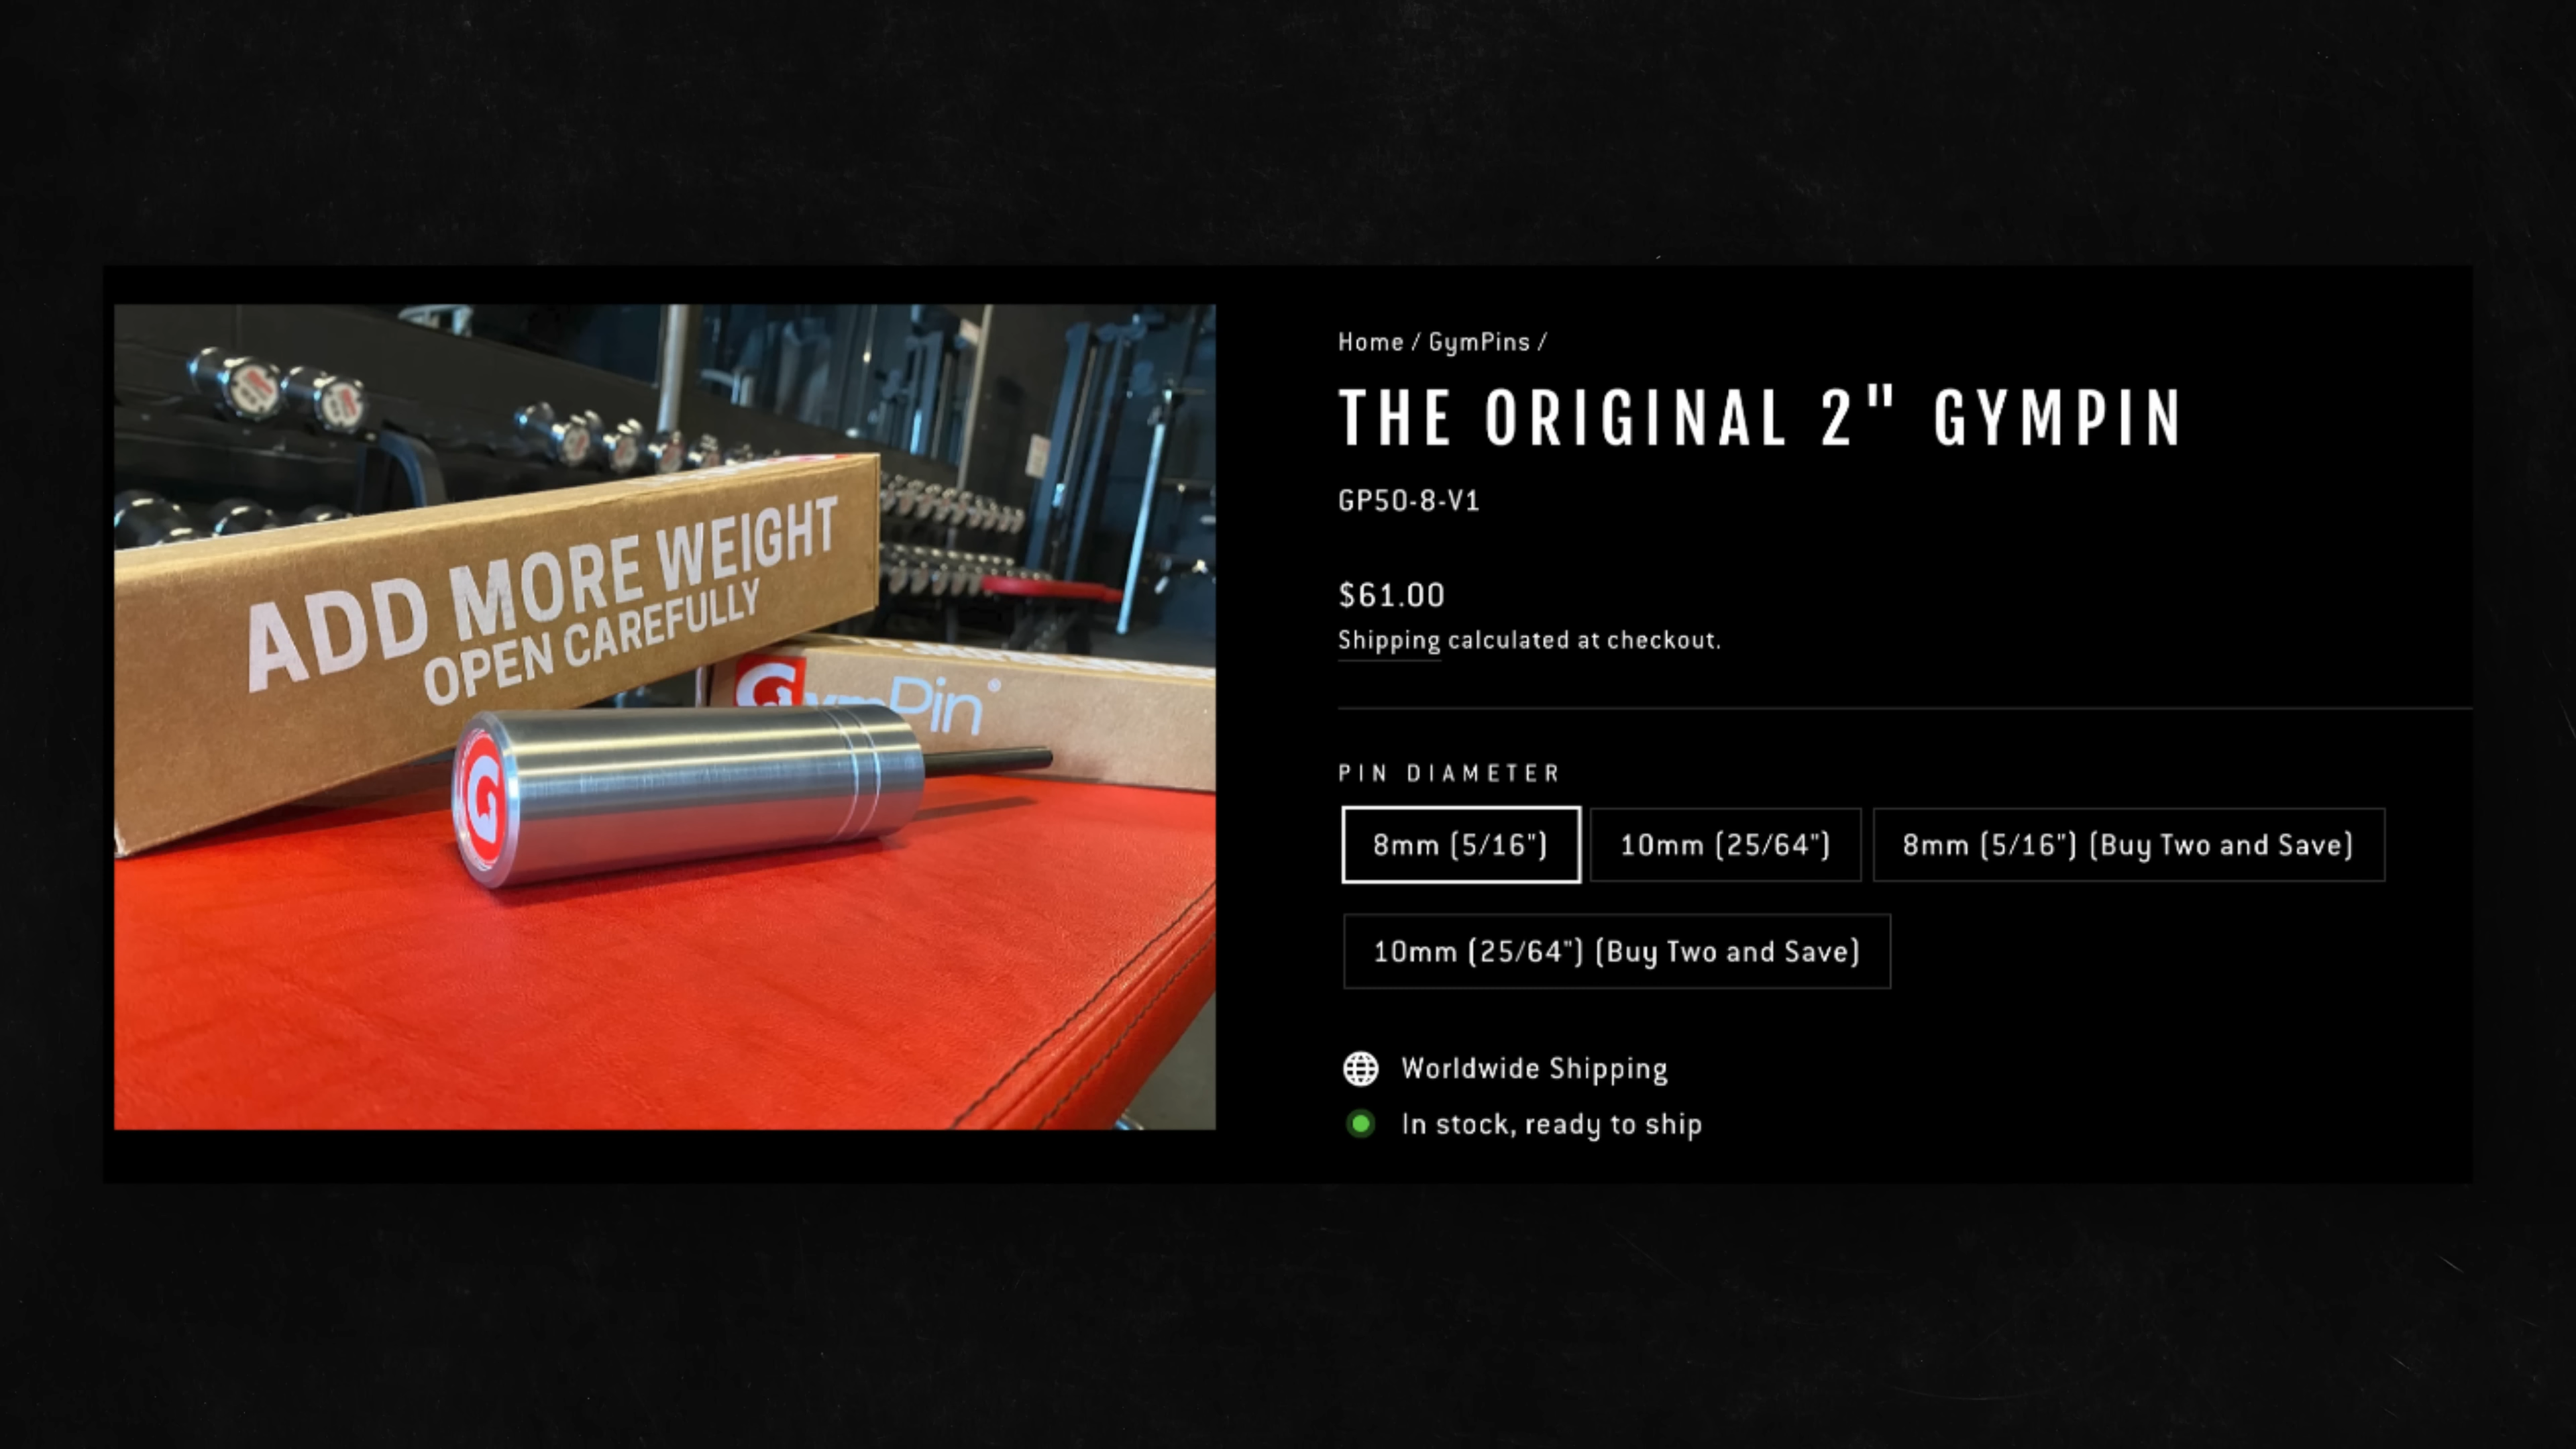 ADD MORE WEIGHT
OPEN CAREFULLY
GymPin®
Home / GymPins /
THE ORIGINAL 2" GYMPIN
GP50-8-V1
$61.00
Shipping calculated at checkout.
PIN DIAMETER
8mm (5/16")
10mm (25/64")
8mm (5/16") (Buy Two and Save)
10mm (25/64") (Buy Two and Save)
Worldwide Shipping
In stock, ready to ship